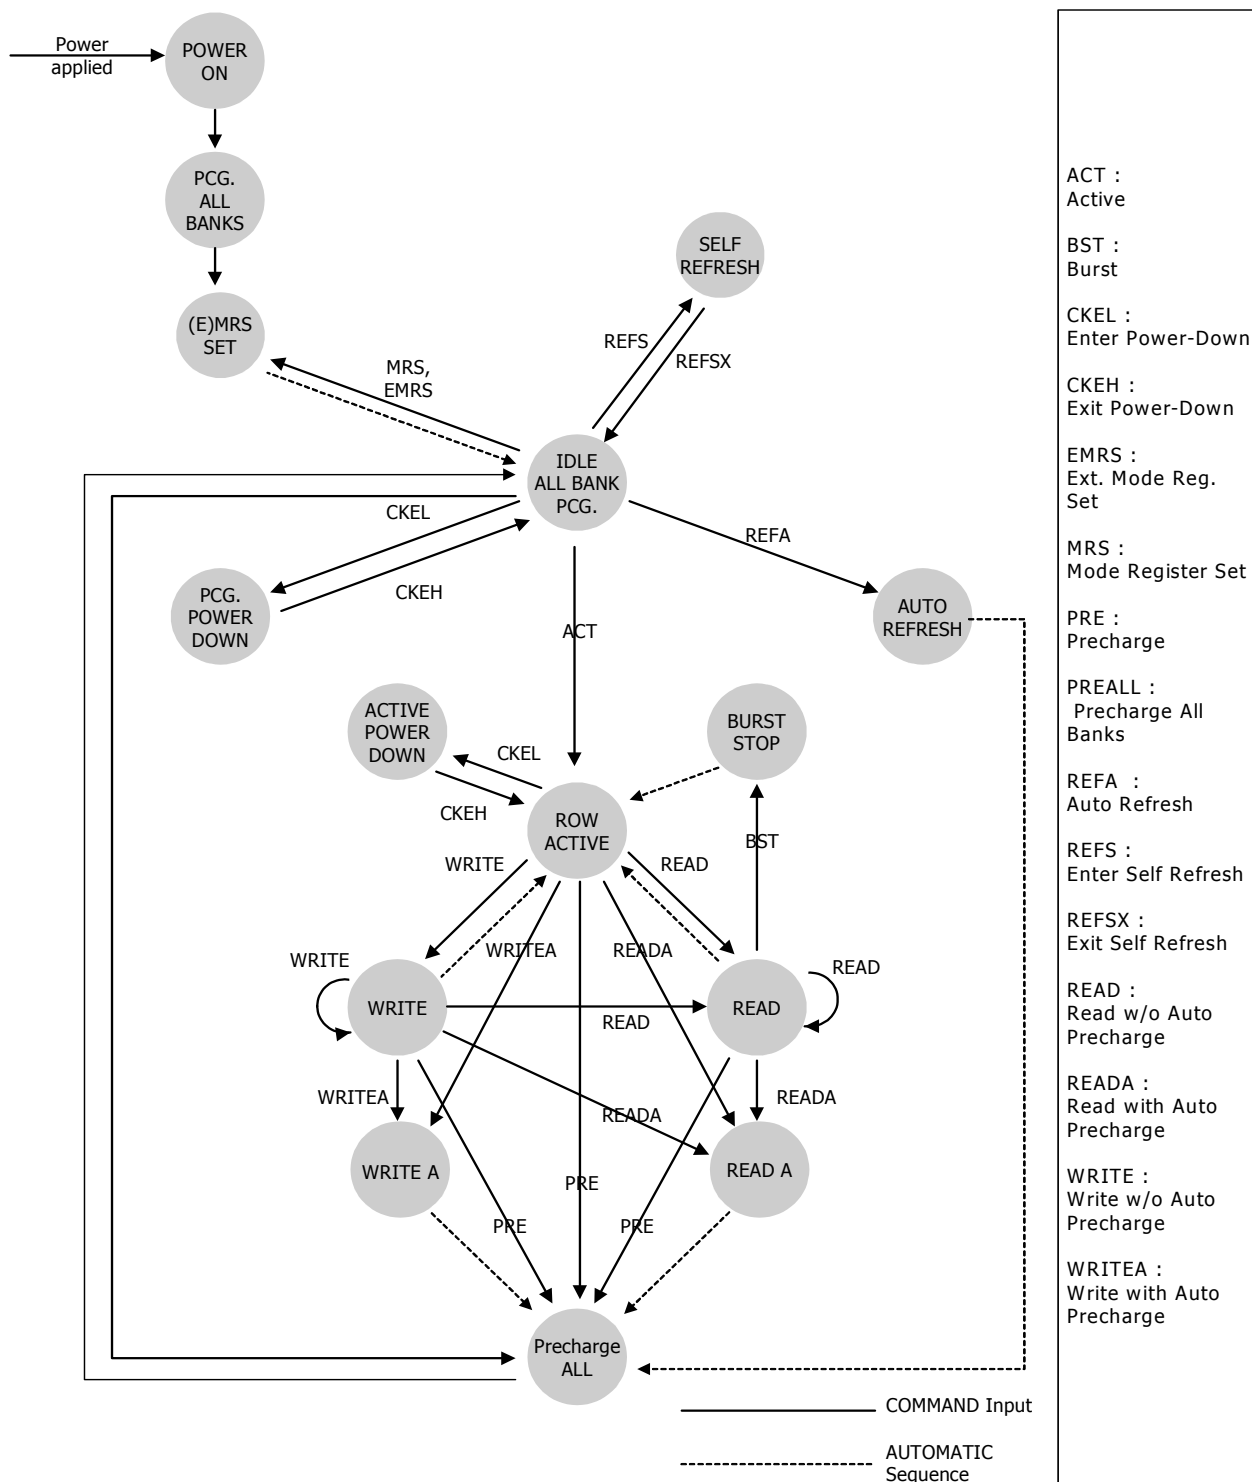 Power
applied
POWER
ON
PCG.
ALL
BANKS
(E)MRS
SET
SELF
REFRESH
REFS
REFSX
MRS,
EMRS
IDLE
ALL BANK
PCG.
CKEL
CKEH
REFA
PCG.
POWER
DOWN
AUTO
REFRESH
ACT
ACTIVE
POWER
DOWN
CKEL
CKEH
BURST
STOP
ROW
ACTIVE
BST
WRITE
READ
WRITEA
READA
WRITE
WRITE
READ
READ
READ
WRITEA
READA
READA
WRITE A
READ A
PRE
PRE
PRE
Precharge
ALL
COMMAND Input
AUTOMATIC
Sequence
ACT :
Active
BST :
Burst
CKEL :
Enter Power-Down
CKEH :
Exit Power-Down
EMRS :
Ext. Mode Reg.
Set
MRS :
Mode Register Set
PRE :
Precharge
PREALL :
Precharge All
Banks
REFA :
Auto Refresh
REFS :
Enter Self Refresh
REFSX :
Exit Self Refresh
READ :
Read w/o Auto
Precharge
READA :
Read with Auto
Precharge
WRITE :
Write w/o Auto
Precharge
WRITEA :
Write with Auto
Precharge